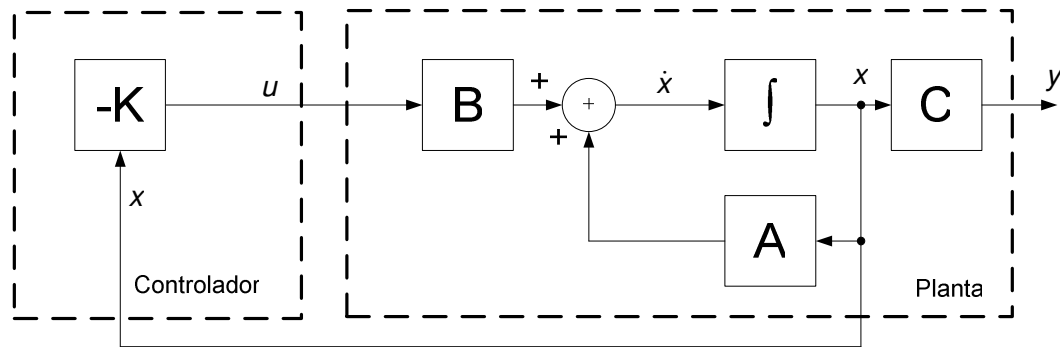 -K
u
B
+
+
+
ẋ
∫
x
C
y
x
A
Controlador
Planta